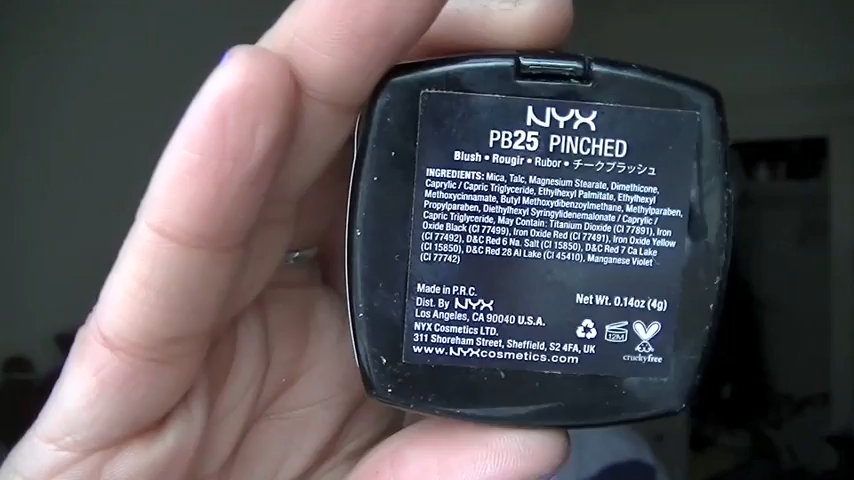 NYX
PB25 PINCHED
Blush • Rougir • Rubor • チークブラッシュ
INGREDIENTS: Mica, Talc, Magnesium Stearate, Dimethicone,
Caprylic / Capric Triglyceride, Ethylhexyl Palmitate, Ethylhexyl
Methoxycinnamate, Butyl Methoxydibenzoylmethane, Methylparaben,
Propylparaben, Diethylhexyl Syringylidenemalonate / Caprylic /
Capric Triglyceride, May Contain: Titanium Dioxide (CI 77891), Iron
Oxide Black (CI 77499), Iron Oxide Red (CI 77491), Iron Oxide Yellow
(CI 77492), D&C Red 6 Na. Salt (CI 15850), D&C Red 7 Ca Lake
(CI 15850), D&C Red 28 Al Lake (CI 45410), Manganese Violet
(CI 77742)
Made in P.R.C.
Dist. By NYX
Los Angeles, CA 90040 U.S.A.
NYX Cosmetics LTD.
311 Shoreham Street, Sheffield, S2 4FA, UK
www.NYXcosmetics.com
Net Wt. 0.14oz (4g)
12M
crueltyfree